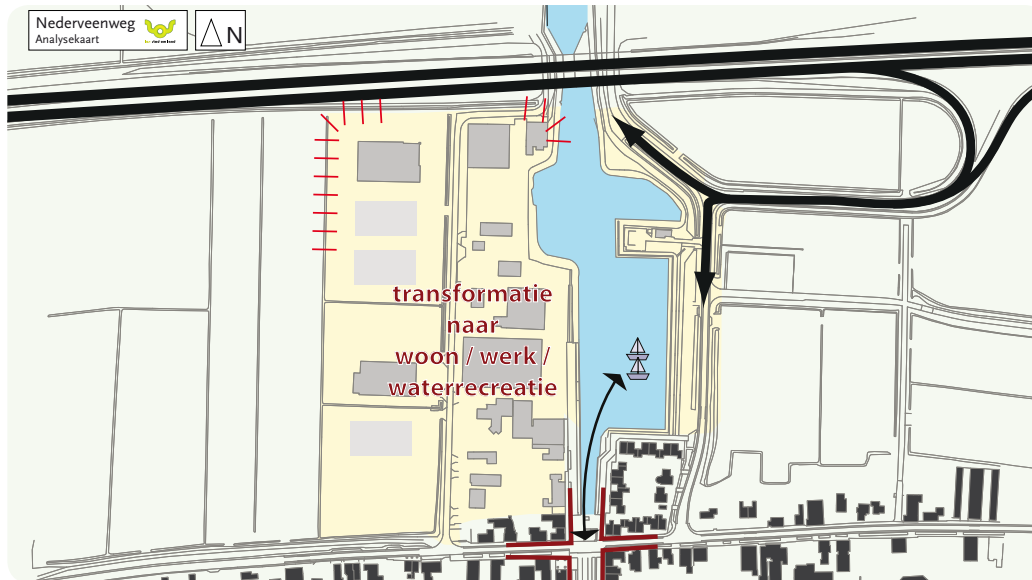 Nederveenweg
Analysekaart
N
transformatie
naar
woon / werk /
waterrecreatie